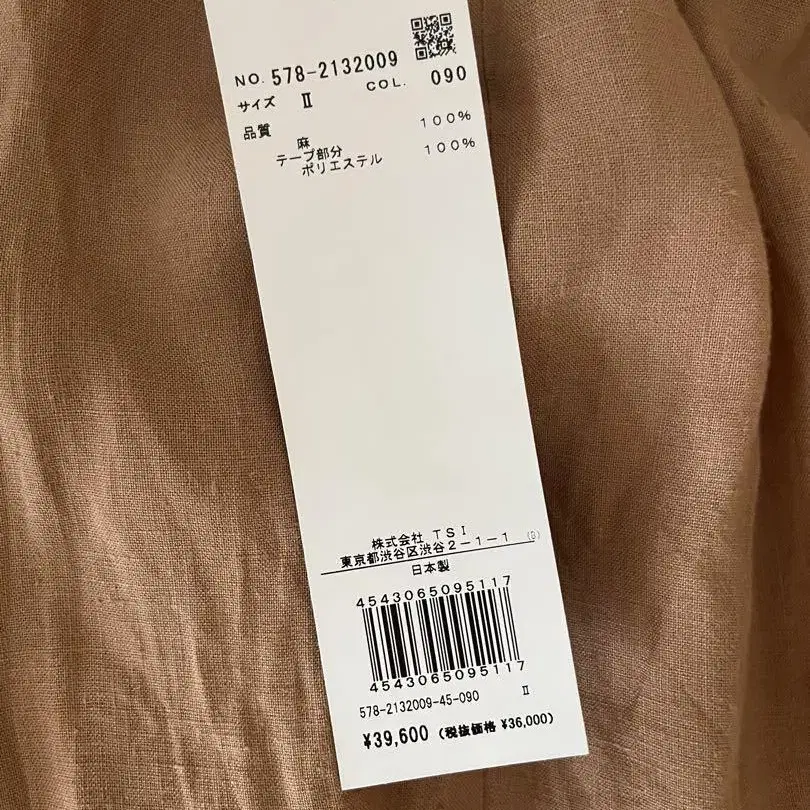 NO. 578-2132009
サイズ Ⅱ COL. 090
品質
麻 100%
テープ部分
ポリエステル 100%
株式会社 TSI
東京都渋谷区渋谷2-1-1 (D)
日本製
4543065095117
4543065095117
578-2132009-45-090 Ⅱ
¥39,600 (税抜価格 ¥36,000)